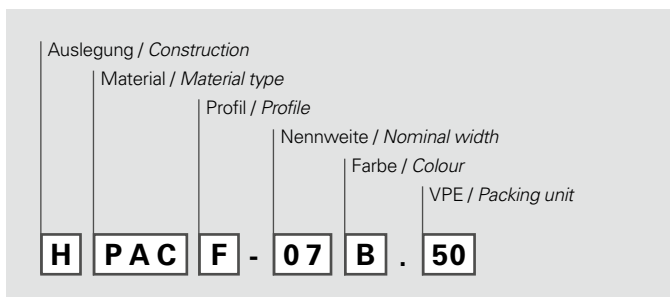 Auslegung / Construction
Material / Material type
Profil / Profile
Nennweite / Nominal width
Farbe / Colour
VPE / Packing unit
H PAC F - 07 B . 50